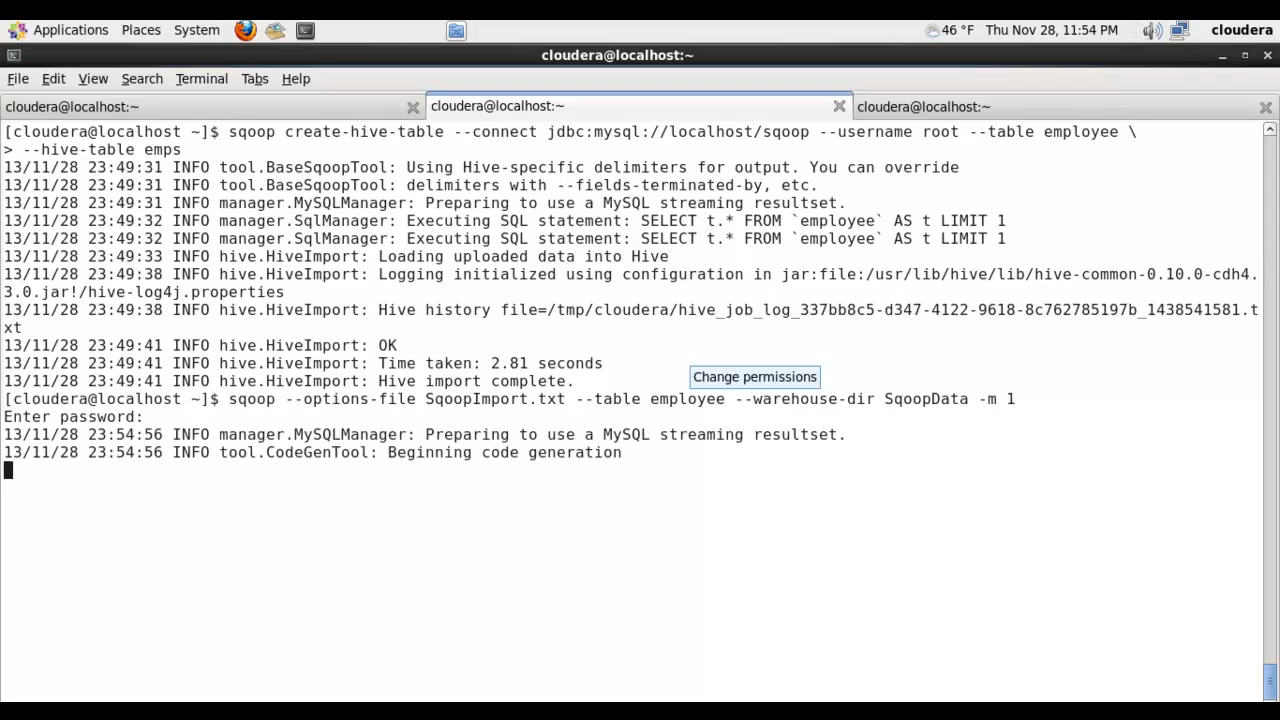 Applications Places System 46 °F Thu Nov 28, 11:54 PM cloudera
cloudera@localhost:~
File Edit View Search Terminal Tabs Help
cloudera@localhost:~ cloudera@localhost:~ cloudera@localhost:~
[cloudera@localhost ~]$ sqoop create-hive-table --connect jdbc:mysql://localhost/sqoop --username root --table employee \
> --hive-table emps
13/11/28 23:49:31 INFO tool.BaseSqoopTool: Using Hive-specific delimiters for output. You can override
13/11/28 23:49:31 INFO tool.BaseSqoopTool: delimiters with --fields-terminated-by, etc.
13/11/28 23:49:31 INFO manager.MySQLManager: Preparing to use a MySQL streaming resultset.
13/11/28 23:49:32 INFO manager.SqlManager: Executing SQL statement: SELECT t.* FROM `employee` AS t LIMIT 1
13/11/28 23:49:32 INFO manager.SqlManager: Executing SQL statement: SELECT t.* FROM `employee` AS t LIMIT 1
13/11/28 23:49:33 INFO hive.HiveImport: Loading uploaded data into Hive
13/11/28 23:49:38 INFO hive.HiveImport: Logging initialized using configuration in jar:file:/usr/lib/hive/lib/hive-common-0.10.0-cdh4.
3.0.jar!/hive-log4j.properties
13/11/28 23:49:38 INFO hive.HiveImport: Hive history file=/tmp/cloudera/hive_job_log_337bb8c5-d347-4122-9618-8c762785197b_1438541581.t
xt
13/11/28 23:49:41 INFO hive.HiveImport: OK
13/11/28 23:49:41 INFO hive.HiveImport: Time taken: 2.81 seconds
13/11/28 23:49:41 INFO hive.HiveImport: Hive import complete.
Change permissions
[cloudera@localhost ~]$ sqoop --options-file SqoopImport.txt --table employee --warehouse-dir SqoopData -m 1
Enter password:
13/11/28 23:54:56 INFO manager.MySQLManager: Preparing to use a MySQL streaming resultset.
13/11/28 23:54:56 INFO tool.CodeGenTool: Beginning code generation